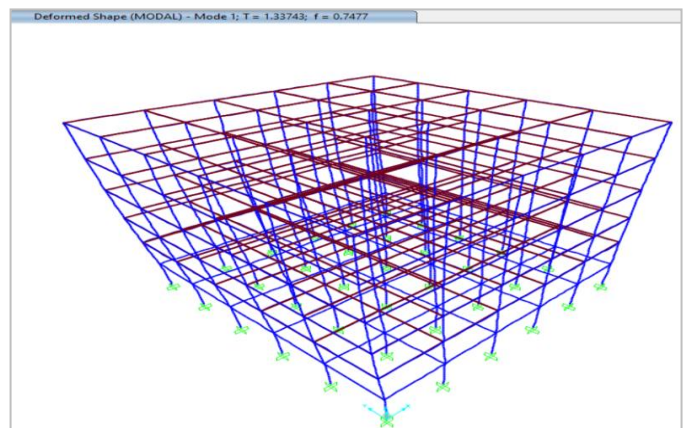 Deformed Shape (MODAL) - Mode 1; T = 1.33743; f = 0.7477